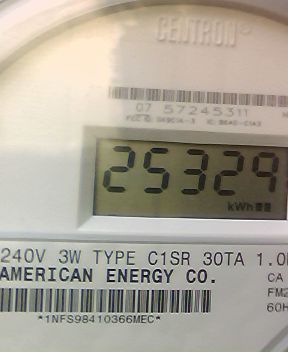 CENTRON®
07 57245311
25329
kWh
240V 3W TYPE C1SR 30TA 1.0
AMERICAN ENERGY CO.
CA
FM2
60H
*1NFS98410366MEC*